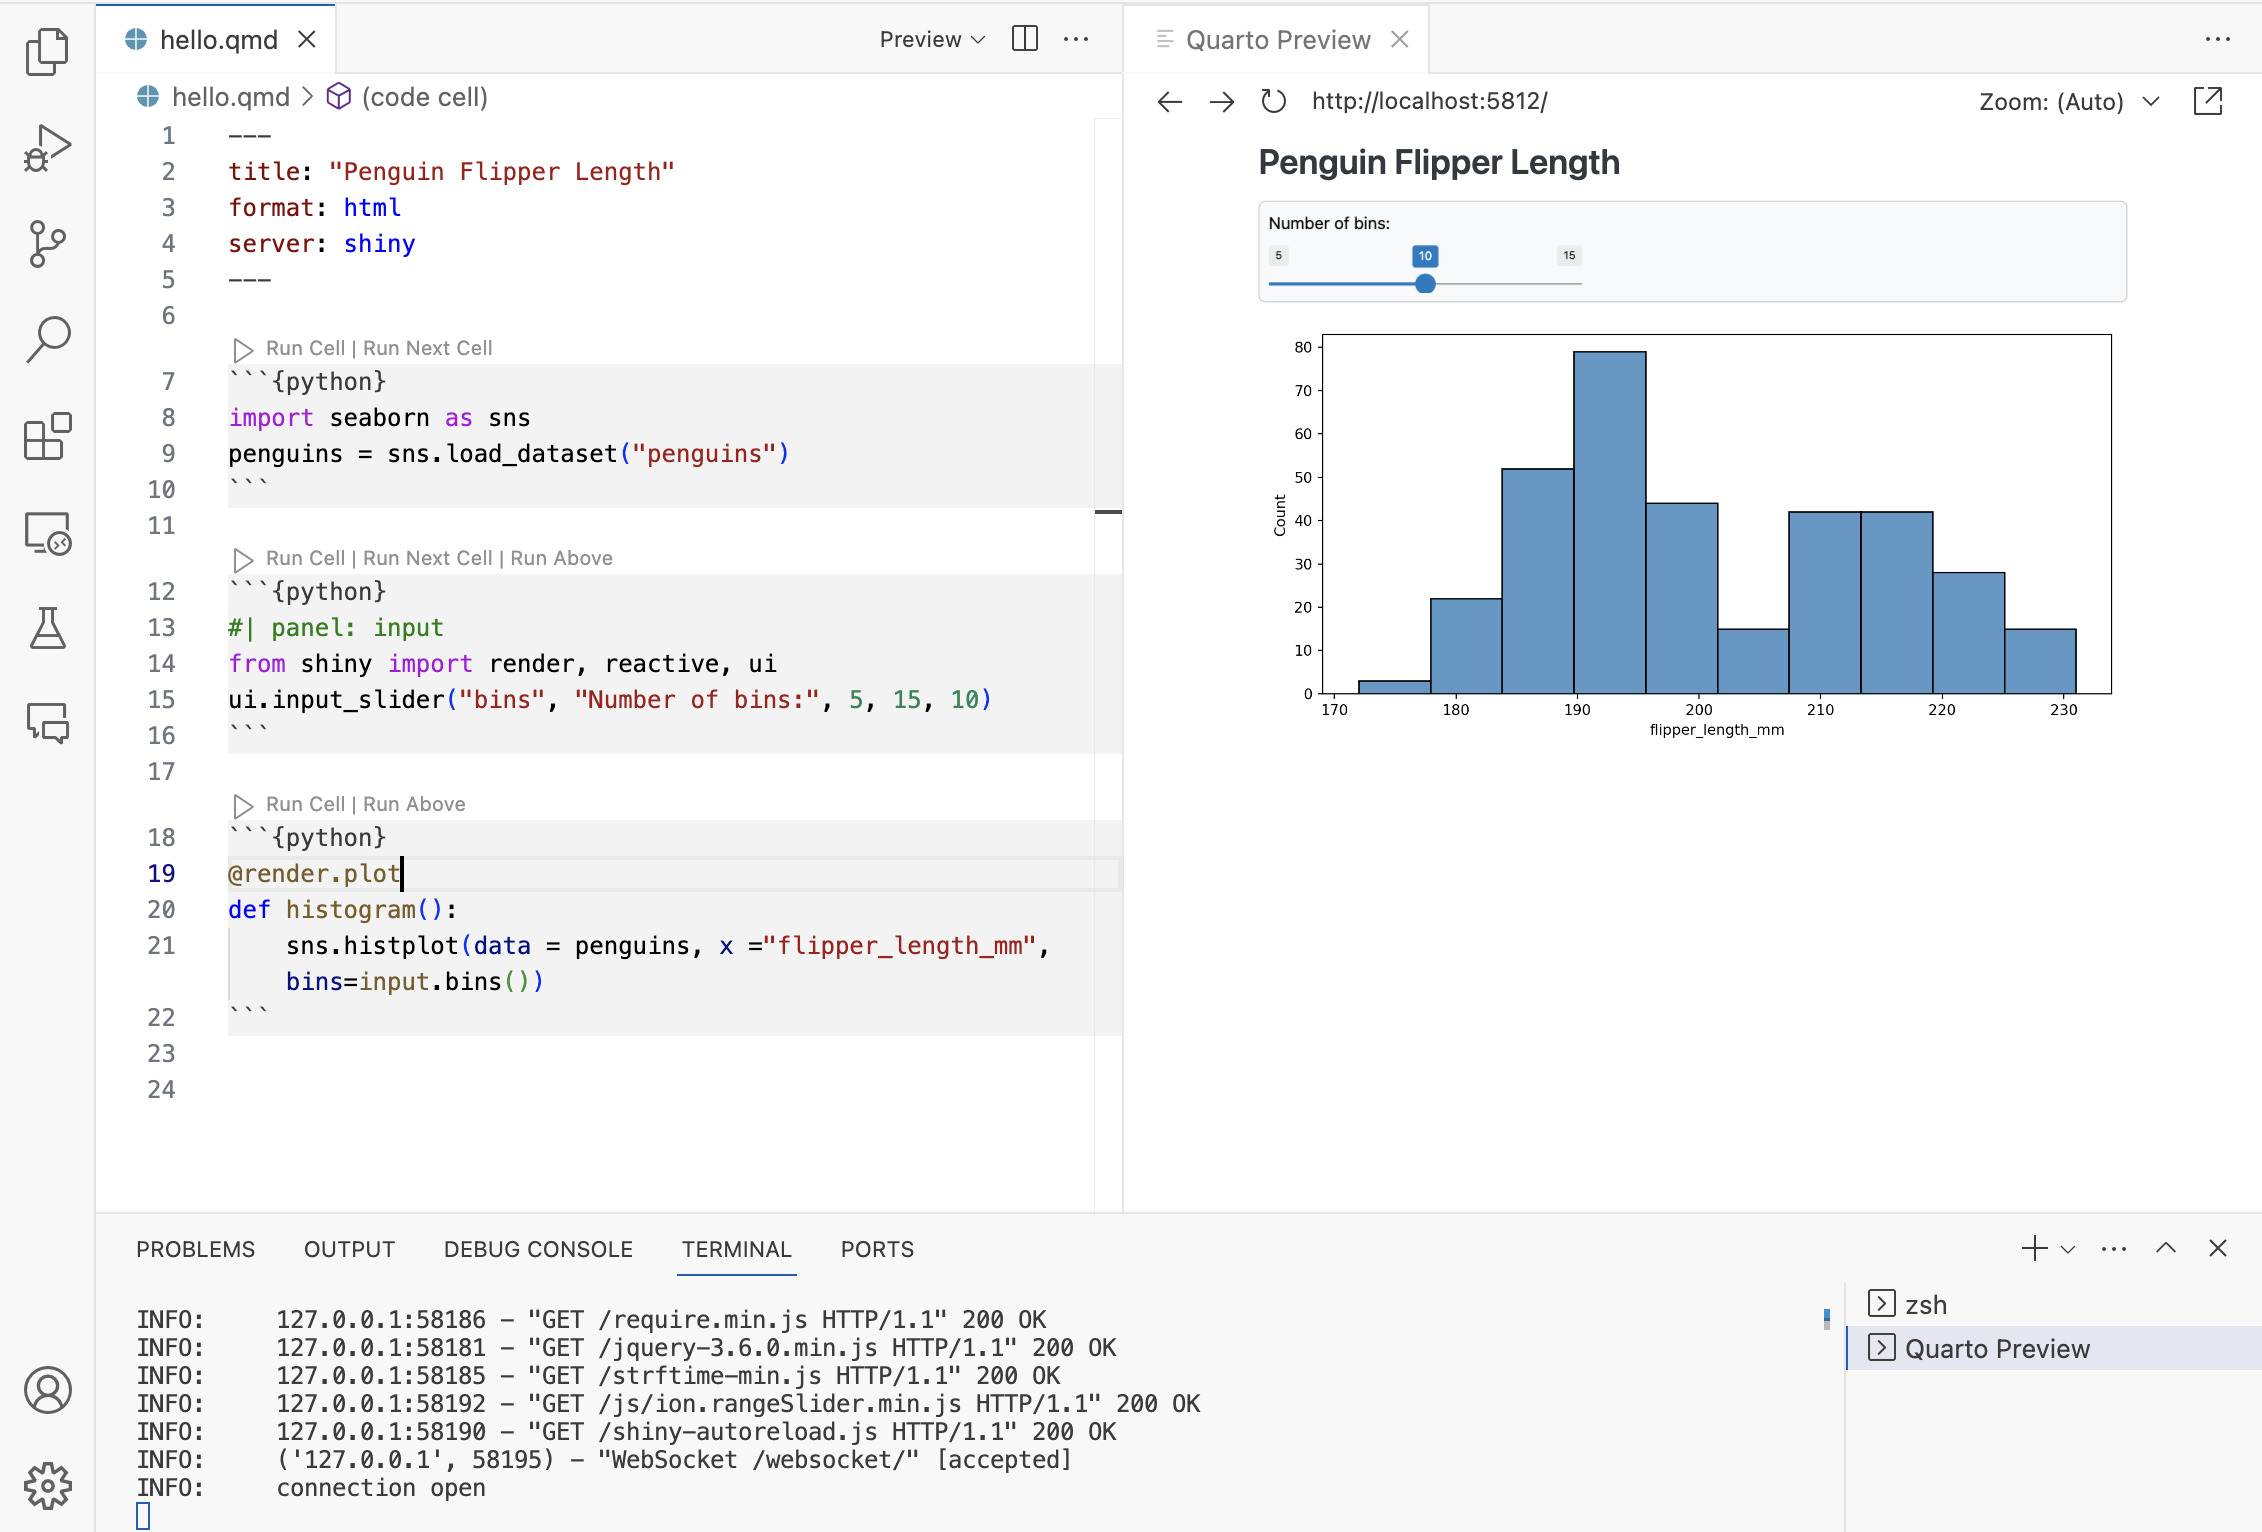 hello.qmd
Preview
Quarto Preview
hello.qmd > (code cell)
http://localhost:5812/
Zoom: (Auto)
1 ---
2 title: "Penguin Flipper Length"
3 format: html
4 server: shiny
5 ---
6
Run Cell | Run Next Cell
7 ```{python}
8 import seaborn as sns
9 penguins = sns.load_dataset("penguins")
10 ```
11
Run Cell | Run Next Cell | Run Above
12 ```{python}
13 #| panel: input
14 from shiny import render, reactive, ui
15 ui.input_slider("bins", "Number of bins:", 5, 15, 10)
16 ```
17
Run Cell | Run Above
18 ```{python}
19 @render.plot
20 def histogram():
21 sns.histplot(data = penguins, x ="flipper_length_mm",
bins=input.bins())
22 ```
23
24
Penguin Flipper Length
Number of bins:
5 10 15
80
70
60
50
40
30
20
10
0
Count
170 180 190 200 210 220 230
flipper_length_mm
PROBLEMS OUTPUT DEBUG CONSOLE TERMINAL PORTS
INFO: 127.0.0.1:58186 - "GET /require.min.js HTTP/1.1" 200 OK
INFO: 127.0.0.1:58181 - "GET /jquery-3.6.0.min.js HTTP/1.1" 200 OK
INFO: 127.0.0.1:58185 - "GET /strftime-min.js HTTP/1.1" 200 OK
INFO: 127.0.0.1:58192 - "GET /js/ion.rangeSlider.min.js HTTP/1.1" 200 OK
INFO: 127.0.0.1:58190 - "GET /shiny-autoreload.js HTTP/1.1" 200 OK
INFO: ('127.0.0.1', 58195) - "WebSocket /websocket/" [accepted]
INFO: connection open
zsh
Quarto Preview